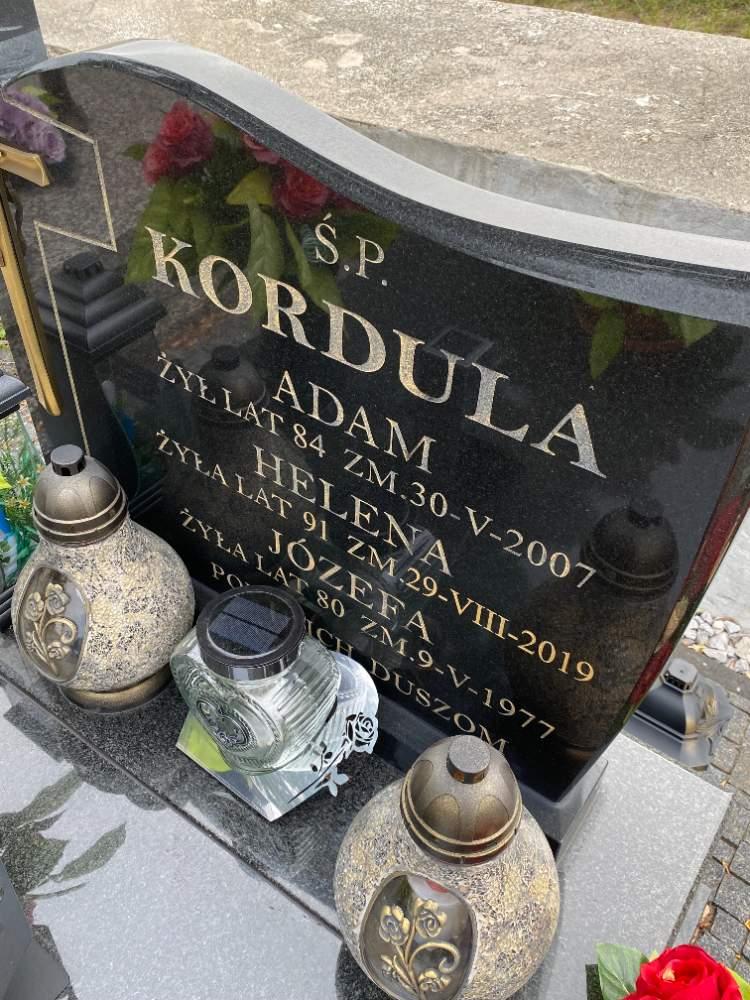 Ś.P.
KORDULA
ADAM
ŻYŁ LAT 84 ZM.30-V-2007
HELENA
ŻYŁA LAT 91 ZM.29-VIII-2019
JÓZEFA
ŻYŁA LAT 80 ZM.9-V-1977
ICH DUSZOM